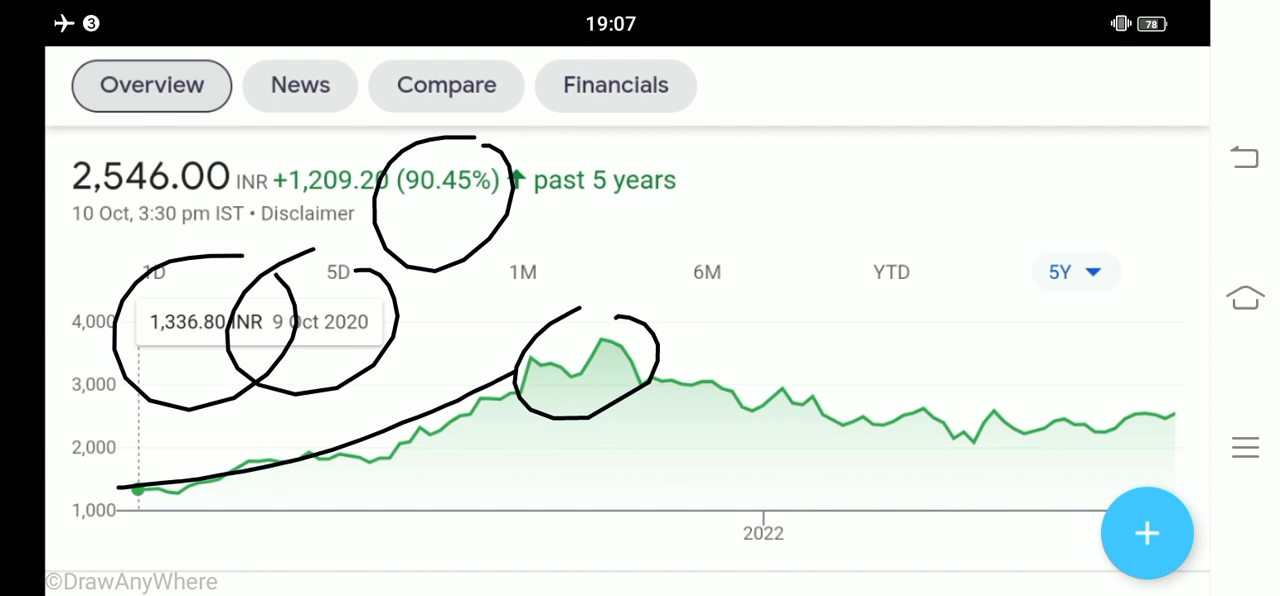 3 19:07 78
Overview News Compare Financials
2,546.00 INR +1,209.20 (90.45%) ↑ past 5 years
10 Oct, 3:30 pm IST • Disclaimer
1D 5D 1M 6M YTD 5Y
1,336.80 INR 9 Oct 2020
4,000
3,000
2,000
1,000
2022
+
©DrawAnyWhere